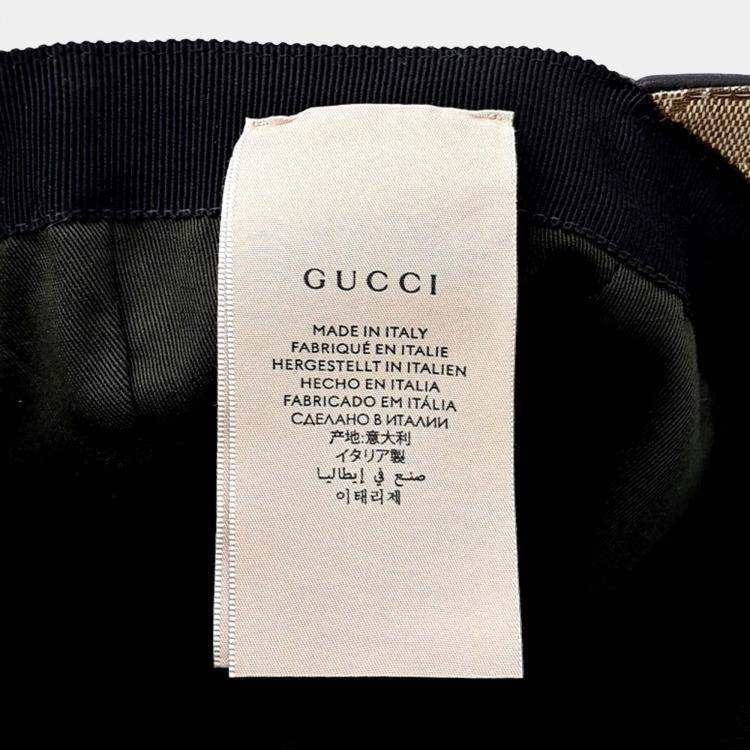 GUCCI
MADE IN ITALY
FABRIQUÉ EN ITALIE
HERGESTELLT IN ITALIEN
HECHO EN ITALIA
FABRICADO EM ITÁLIA
СДЕЛАНО В ИТАЛИИ
产地:意大利
イタリア製
صنع في إيطاليا
이태리제